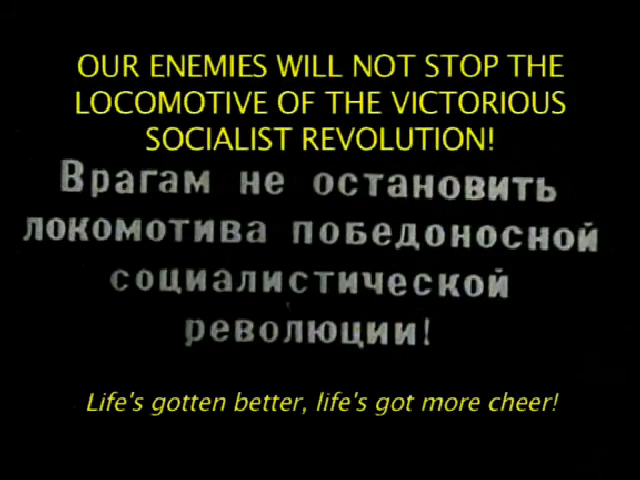 OUR ENEMIES WILL NOT STOP THE
LOCOMOTIVE OF THE VICTORIOUS
SOCIALIST REVOLUTION!
Врагам не остановить
локомотива победоносной
социалистической
революции!
Life's gotten better, life's got more cheer!